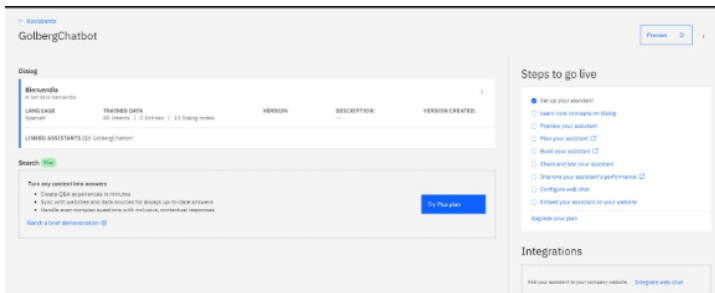 ← Assistants
GolbergChatbot
Preview
Dialog
Bienvendia
LANGUAGE
TRAINED DATA
VERSION
DESCRIPTION:
VERSION CREATED:
Spanish
Intents | 0 Entities | 13 Dialog nodes
---
LINKED ASSISTANTS (1): GolbergChatbot
Search Plus
Turn any content into answers
• Create Q&A experiences in minutes
• Sync with websites and data sources for always up-to-date answers
• Handle even complex questions with inclusive, contextual responses
Watch a brief demonstration
Try Plus plan
Steps to go live
Set up your assistant
Learn core concepts on dialog
Preview your assistant
Plan your assistant
Build your assistant
Share and test your assistant
Improve your assistant's performance
Configure web chat
Embed your assistant on your website
Upgrade your plan
Integrations
Add your assistant to your company website. Integrate web chat